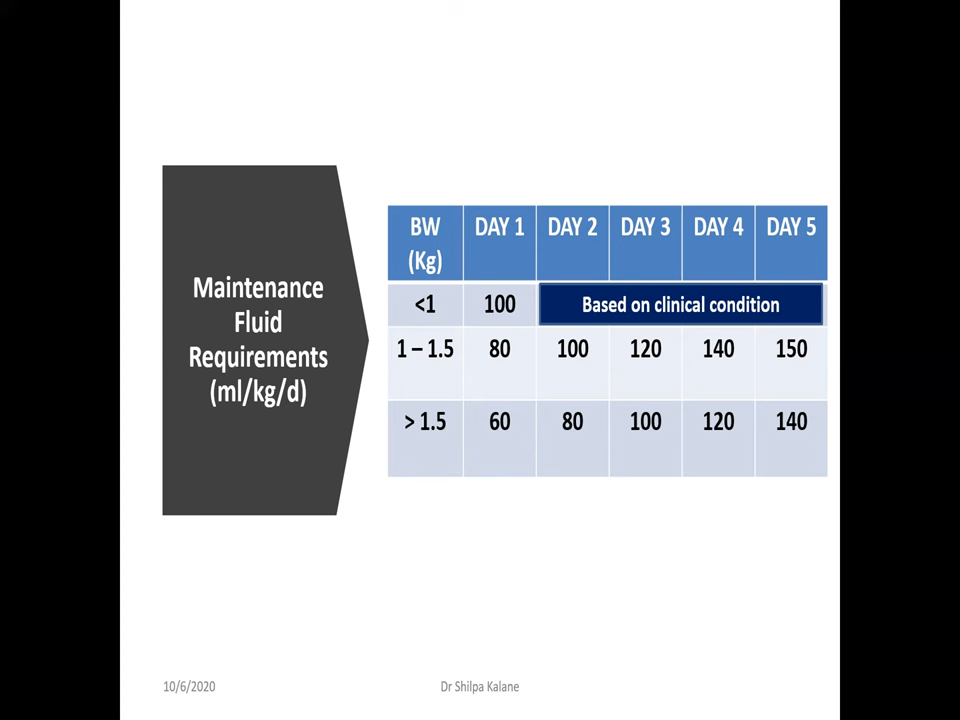 Maintenance
Fluid
Requirements
(ml/kg/d)
BW (Kg) DAY 1 DAY 2 DAY 3 DAY 4 DAY 5
<1 100 Based on clinical condition
1 – 1.5 80 100 120 140 150
> 1.5 60 80 100 120 140
10/6/2020 Dr Shilpa Kalane